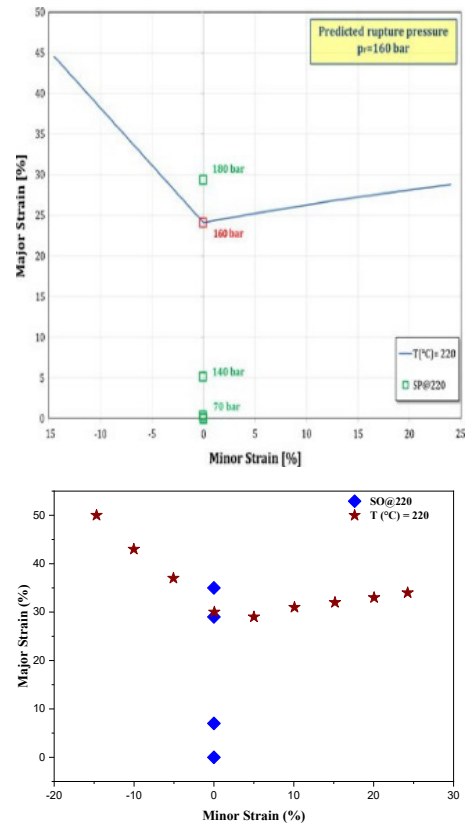 Predicted rupture pressure
pr=160 bar
50
45
40
35
30
25
20
15
10
5
0
Major Strain [%]
180 bar
160 bar
140 bar
70 bar
T(°C)= 220
SP@220
15 -10 -5 0 5 10 15 20 25
Minor Strain [%]
SO@220
T (°C) = 220
50
40
30
20
10
0
Major Strain (%)
-20 -10 0 10 20 30
Minor Strain (%)